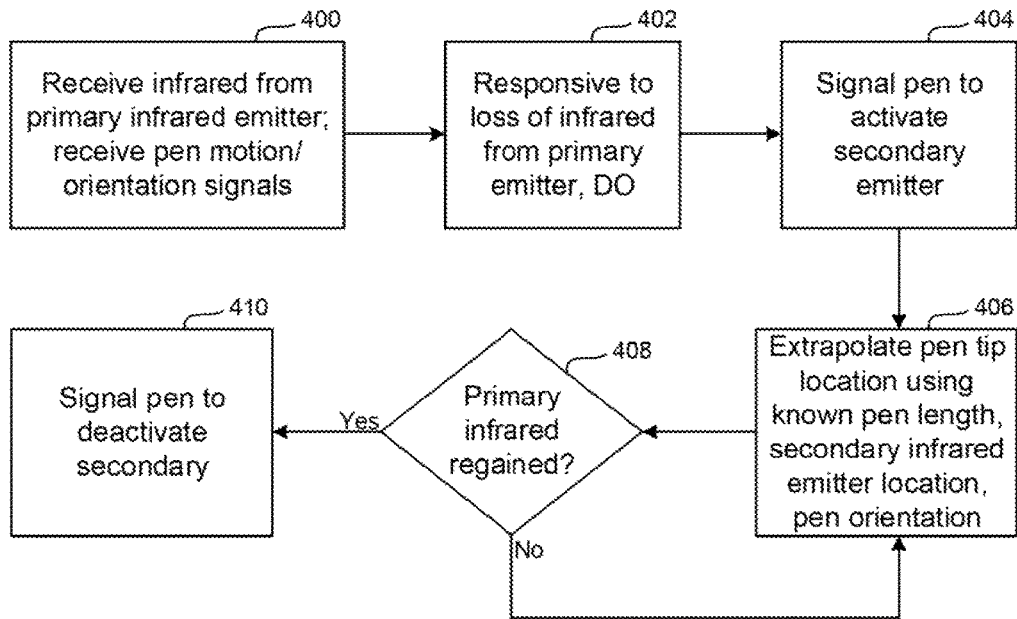 400
Receive infrared from
primary infrared emitter;
receive pen motion/
orientation signals
402
Responsive to
loss of infrared
from primary
emitter, DO
404
Signal pen to
activate
secondary
emitter
406
Extrapolate pen tip
location using
known pen length,
secondary infrared
emitter location,
pen orientation
408
Primary
infrared
regained?
Yes
No
410
Signal pen to
deactivate
secondary